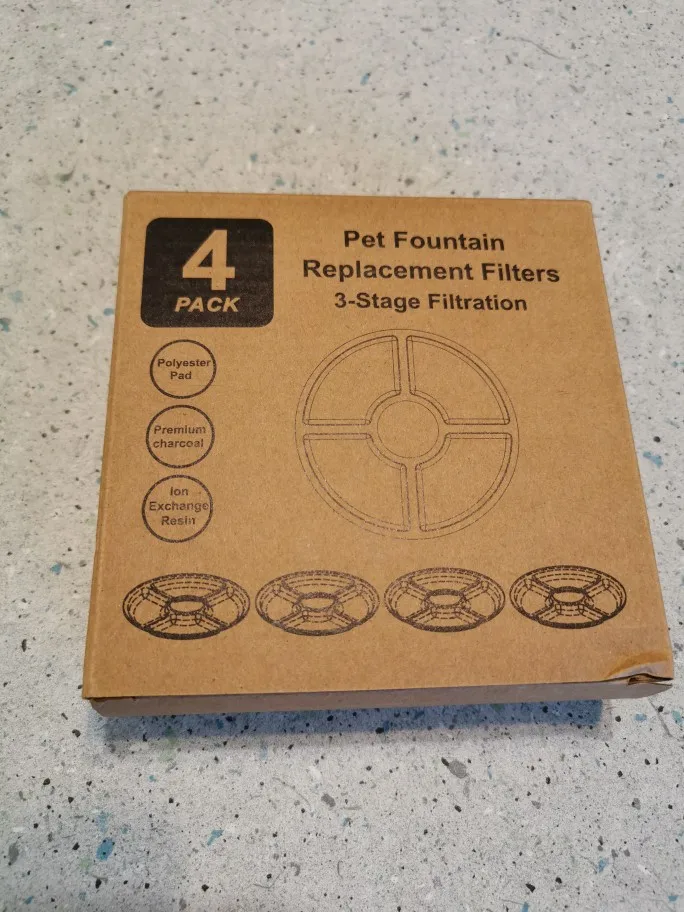 4
PACK
Pet Fountain
Replacement Filters
3-Stage Filtration
Polyester
Pad
Premium
charcoal
Ion
Exchange
Resin